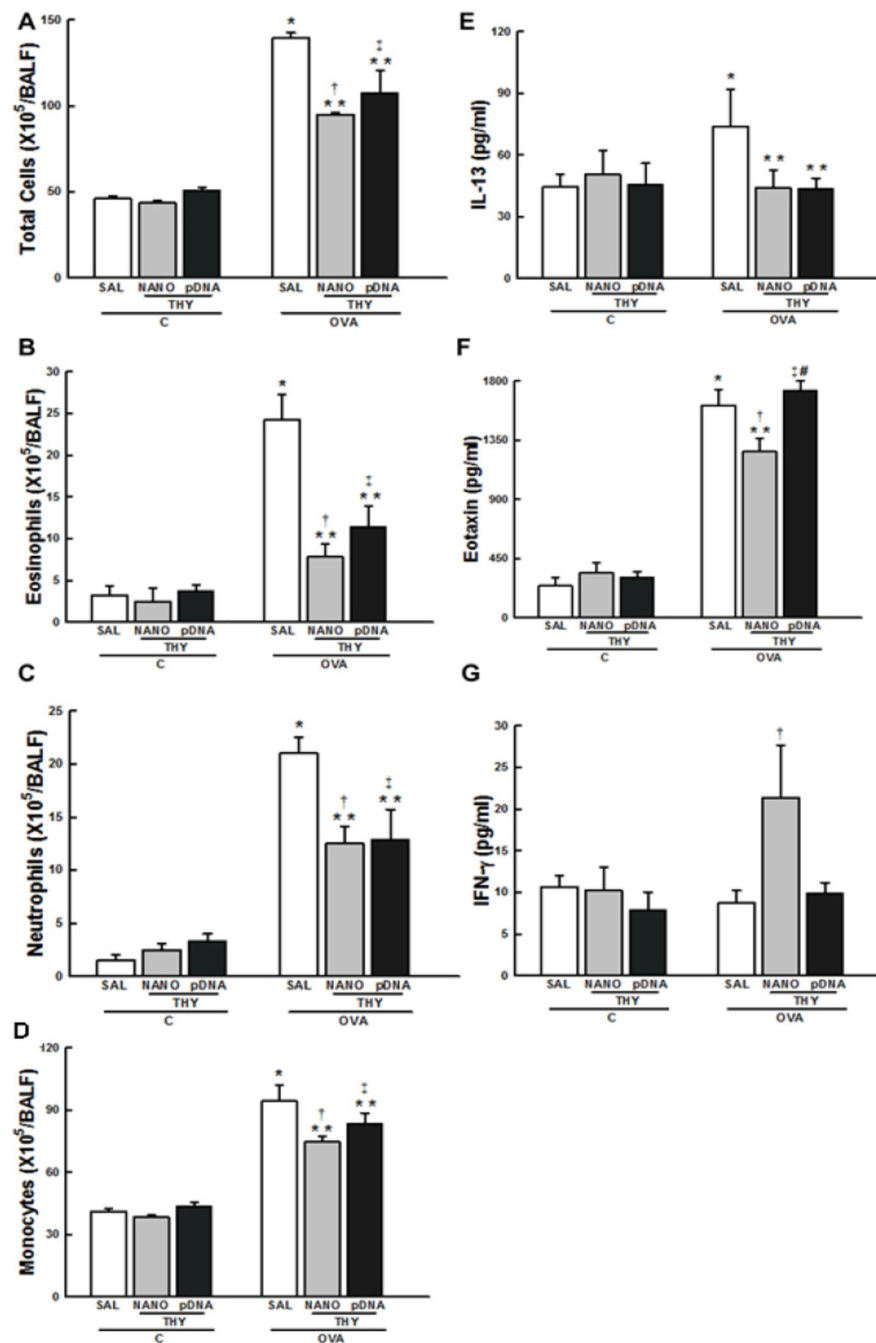 A
Total Cells (X10⁵/BALF)
150
100
50
0
*
†
**
‡
**
SAL NANO pDNA SAL NANO pDNA
THY THY
C OVA
B
Eosinophils (X10⁵/BALF)
30
25
20
15
10
5
0
*
†
**
‡
**
SAL NANO pDNA SAL NANO pDNA
THY THY
C OVA
C
Neutrophils (X10⁵/BALF)
25
20
15
10
5
0
*
†
**
‡
**
SAL NANO pDNA SAL NANO pDNA
THY THY
C OVA
D
Monocytes (X10⁵/BALF)
120
90
60
30
0
*
†
**
‡
**
SAL NANO pDNA SAL NANO pDNA
THY THY
C OVA
E
IL-13 (pg/ml)
120
90
60
30
0
*
**
**
SAL NANO pDNA SAL NANO pDNA
THY THY
C OVA
F
Eotaxin (pg/ml)
1800
1350
900
450
0
*
†
**
‡#
SAL NANO pDNA SAL NANO pDNA
THY THY
C OVA
G
IFN-γ (pg/ml)
30
25
20
15
10
5
0
†
SAL NANO pDNA SAL NANO pDNA
THY THY
C OVA